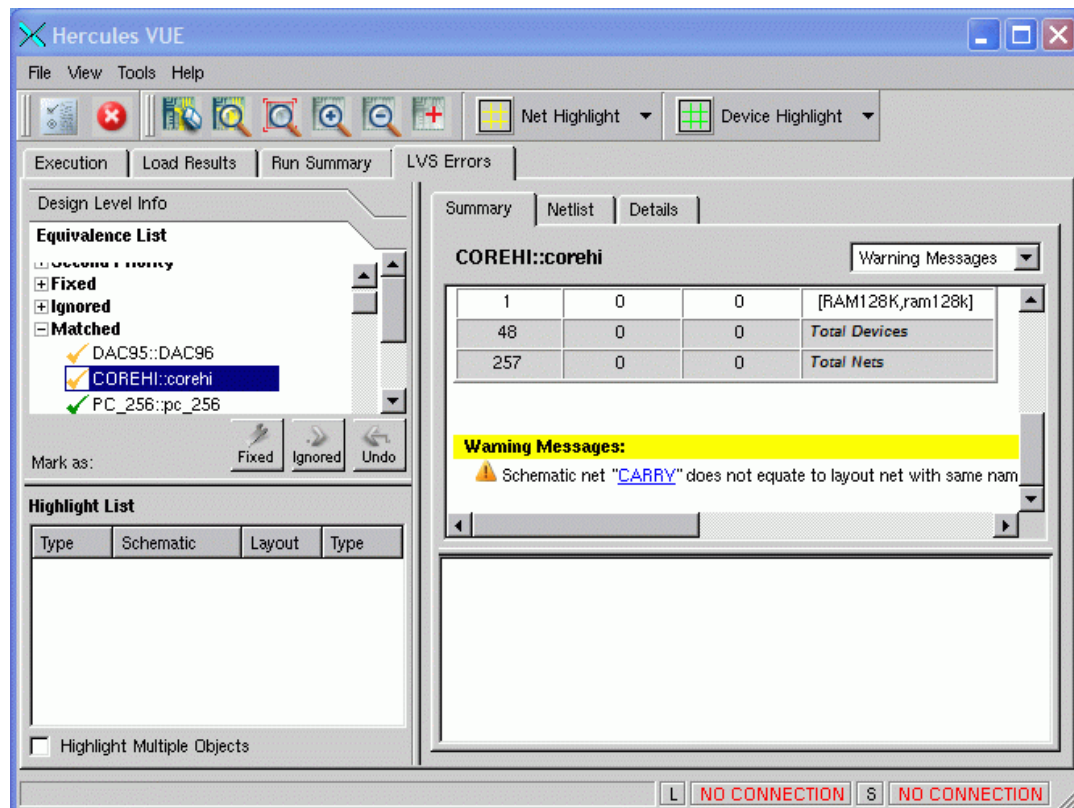 Hercules VUE
File View Tools Help
Net Highlight Device Highlight
Execution Load Results Run Summary LVS Errors
Design Level Info
Equivalence List
Second Priority
Fixed
Ignored
Matched
DAC95::DAC96
COREHI::corehi
PC_256::pc_256
Mark as: Fixed Ignored Undo
Highlight List
Type Schematic Layout Type
Highlight Multiple Objects
Summary Netlist Details
COREHI::corehi Warning Messages
1 0 0 [RAM128K,ram128k]
48 0 0 Total Devices
257 0 0 Total Nets
Warning Messages:
Schematic net "CARRY" does not equate to layout net with same nam
L NO CONNECTION S NO CONNECTION